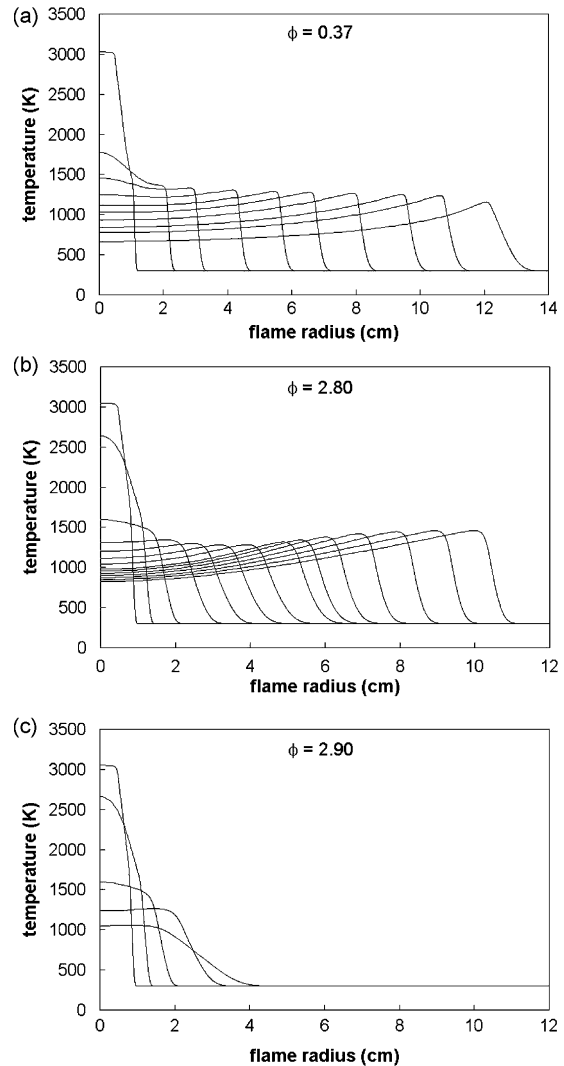 (a)
ϕ = 0.37
3500
3000
2500
2000
1500
1000
500
0
temperature (K)
0 2 4 6 8 10 12 14
flame radius (cm)
(b)
ϕ = 2.80
3500
3000
2500
2000
1500
1000
500
0
temperature (K)
0 2 4 6 8 10 12
flame radius (cm)
(c)
ϕ = 2.90
3500
3000
2500
2000
1500
1000
500
0
temperature (K)
0 2 4 6 8 10 12
flame radius (cm)